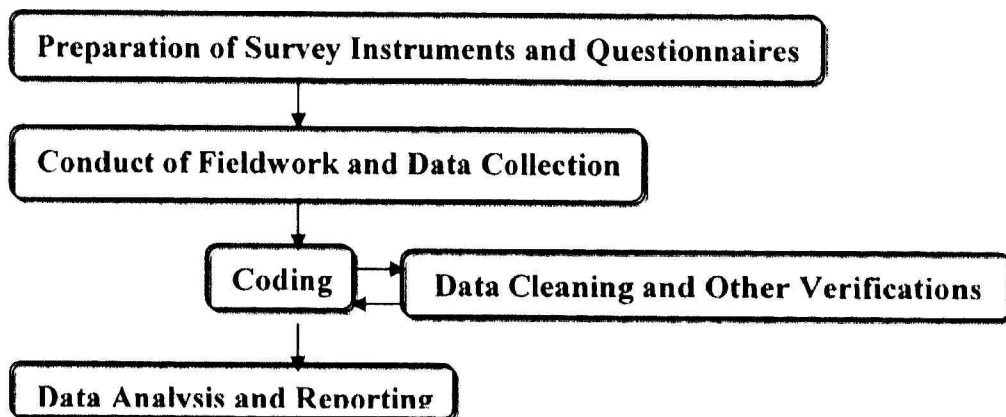 Preparation of Survey Instruments and Questionnaires
Conduct of Fieldwork and Data Collection
Coding
Data Cleaning and Other Verifications
Data Analysis and Reporting